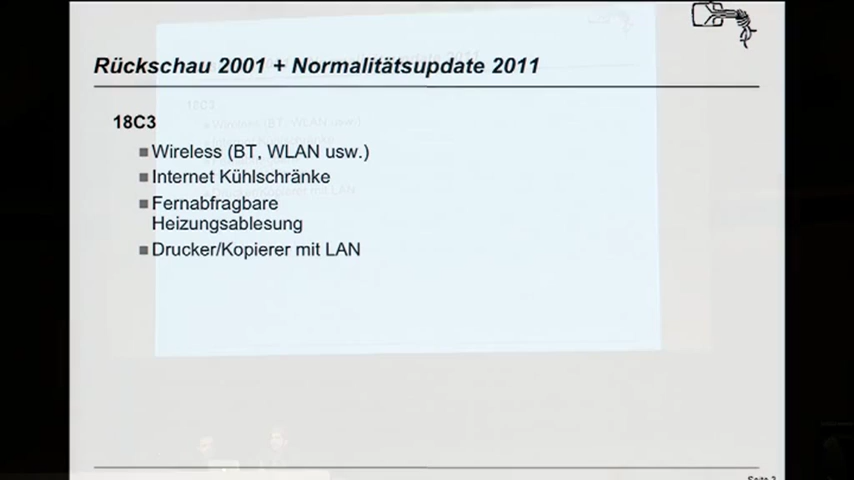 Rückschau 2001 + Normalitätsupdate 2011
18C3
Wireless (BT, WLAN usw.)
Internet Kühlschränke
Fernabfragbare
Heizungsablesung
Drucker/Kopierer mit LAN